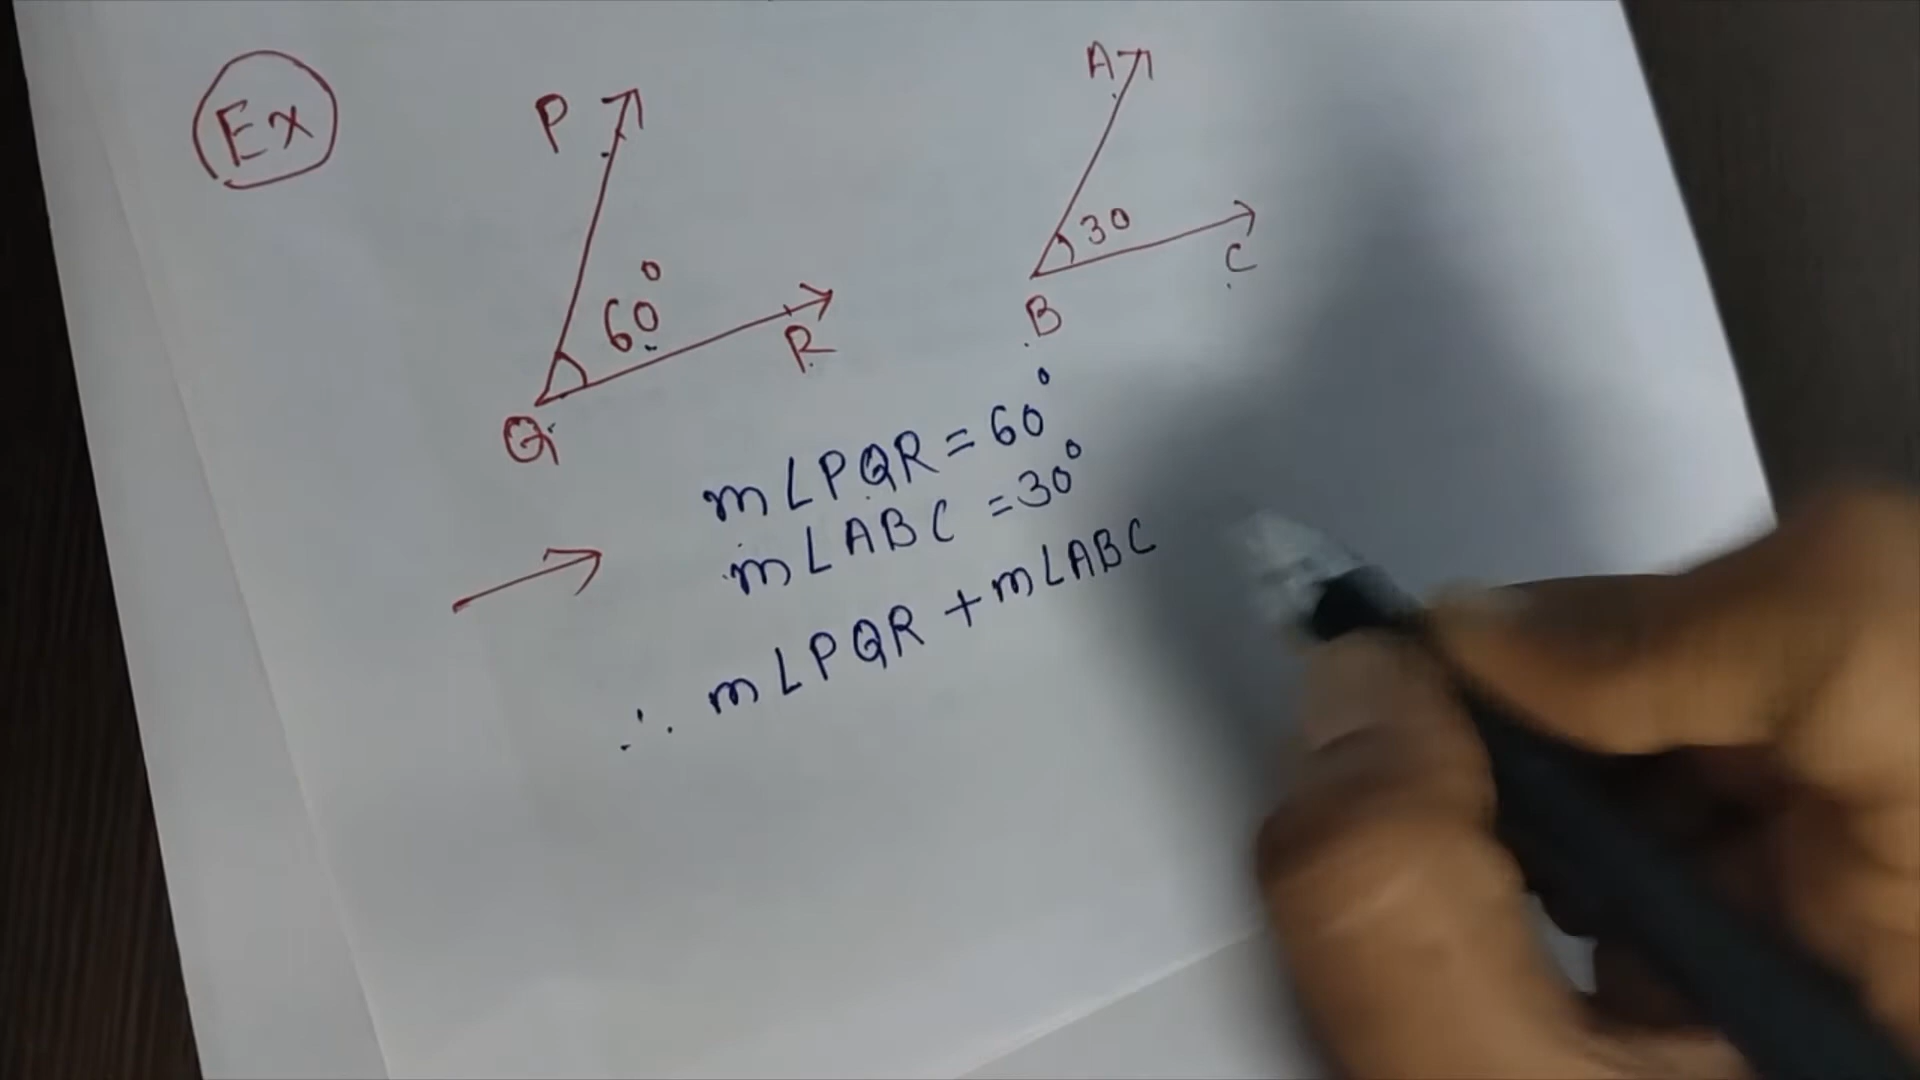 Ex
P
A
30
C
60°
R
B
Q
m∠PQR = 60°
m∠ABC = 30°
∴ m∠PQR + m∠ABC